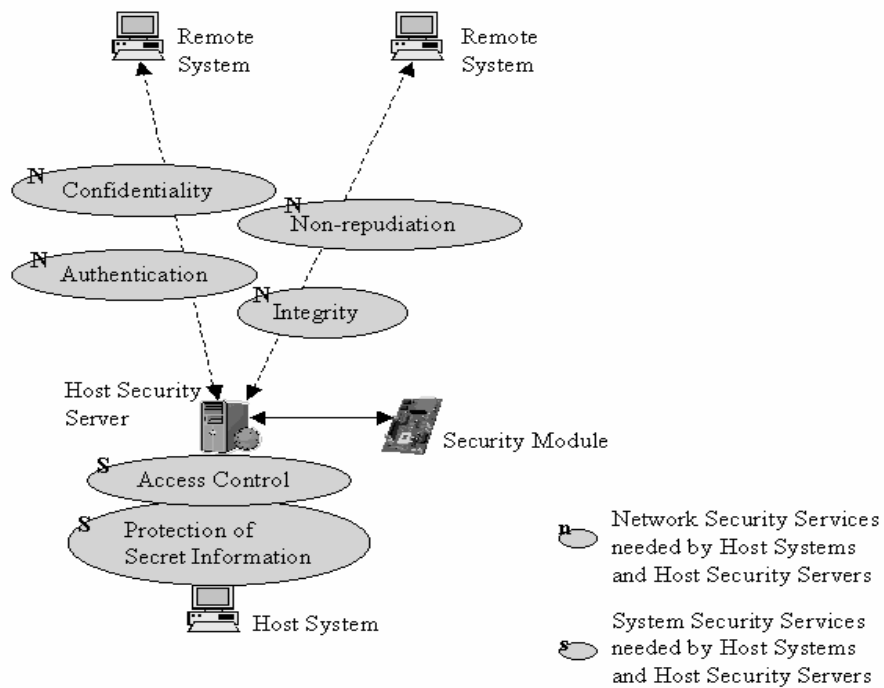 Remote
System
Remote
System
N
Confidentiality
N
Non-repudiation
N
Authentication
N
Integrity
Host Security
Server
Security Module
S
Access Control
S
Protection of
Secret Information
Host System
n
Network Security Services
needed by Host Systems
and Host Security Servers
s
System Security Services
needed by Host Systems
and Host Security Servers